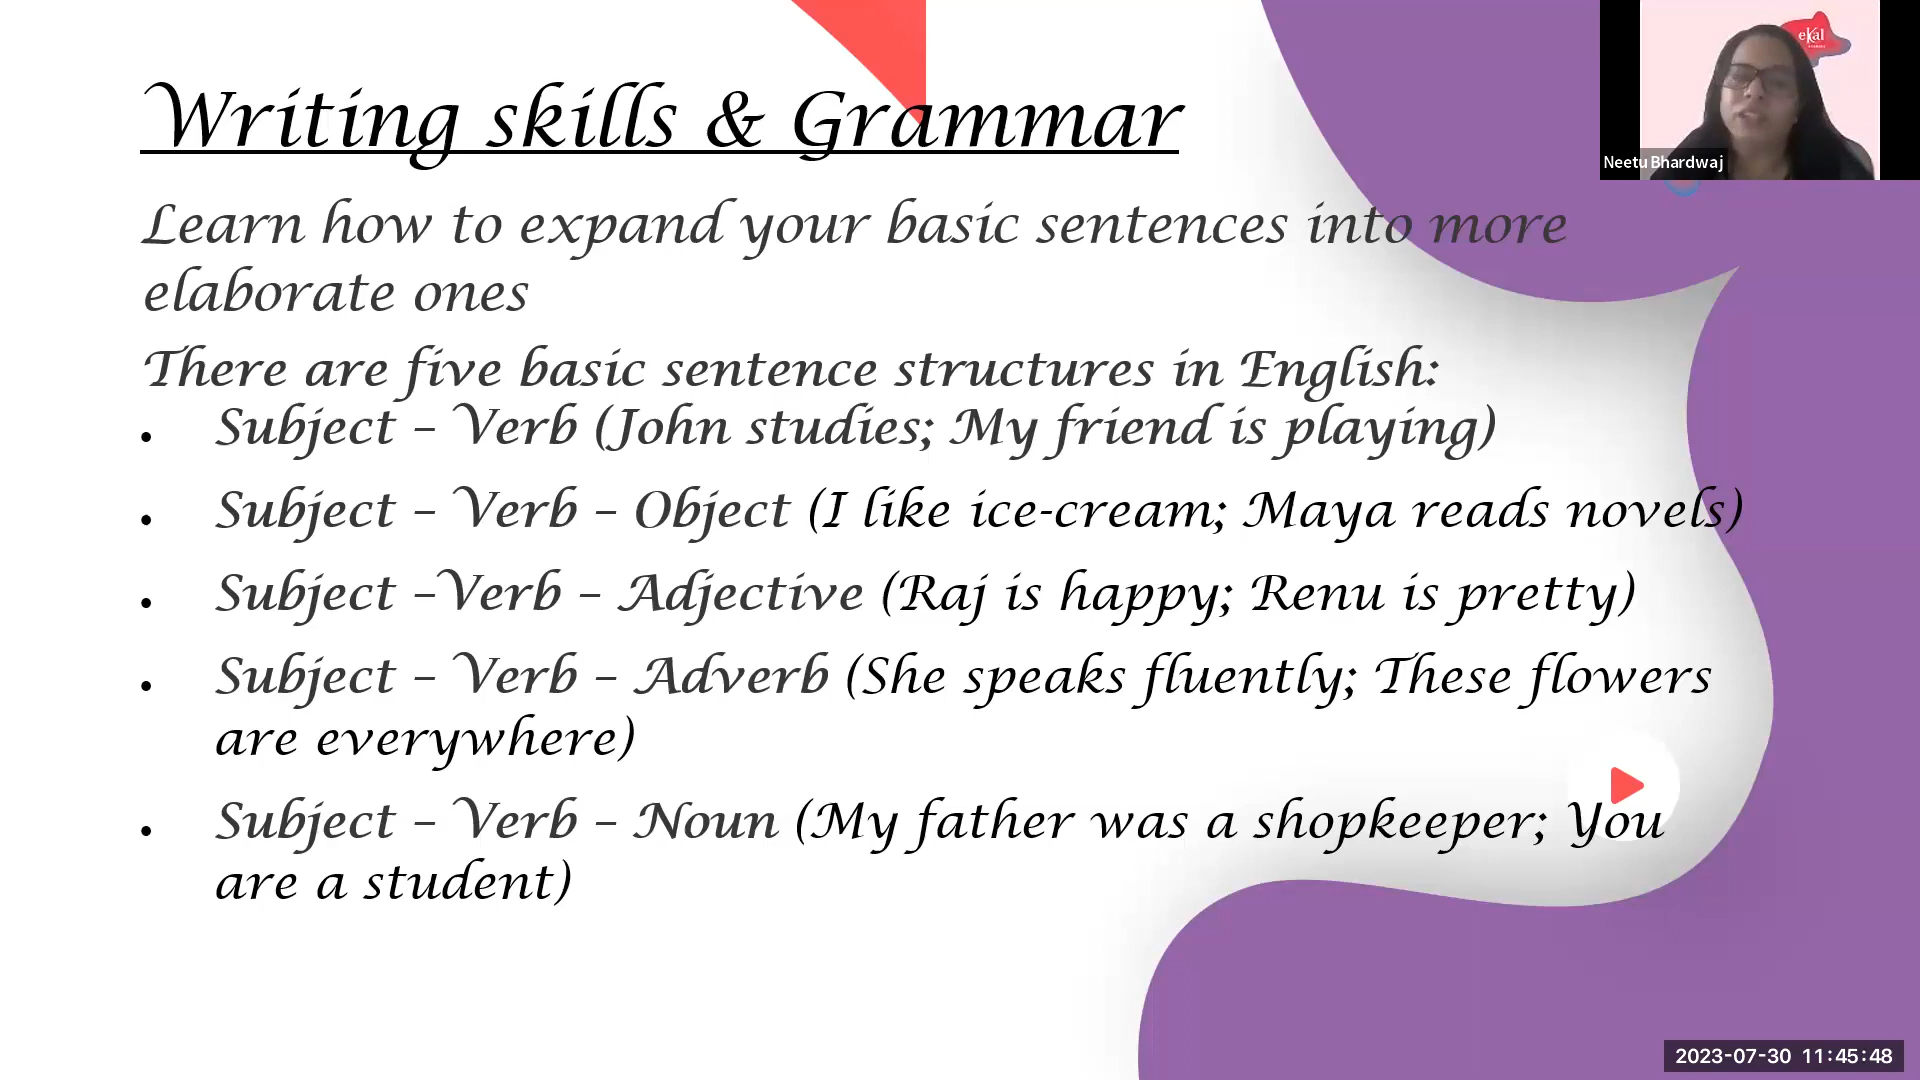 Writing skills & Grammar
Learn how to expand your basic sentences into more
elaborate ones
There are five basic sentence structures in English:
• Subject – Verb (John studies; My friend is playing)
• Subject – Verb – Object (I like ice-cream; Maya reads novels)
• Subject –Verb – Adjective (Raj is happy; Renu is pretty)
• Subject – Verb – Adverb (She speaks fluently; These flowers
are everywhere)
• Subject – Verb – Noun (My father was a shopkeeper; You
are a student)
eKal
Neetu Bhardwaj
2023-07-30 11:45:48